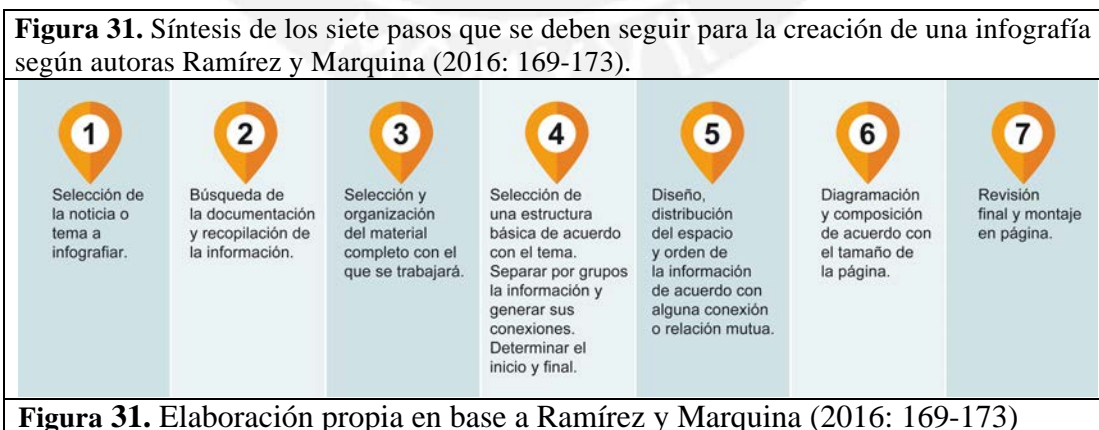 Figura 31. Síntesis de los siete pasos que se deben seguir para la creación de una infografía
según autoras Ramírez y Marquina (2016: 169-173).
1
Selección de
la noticia o
tema a
infografiar.
2
Búsqueda de
la documentación
y recopilación de
la información.
3
Selección y
organización
del material
completo con el
que se trabajará.
4
Selección de
una estructura
básica de acuerdo
con el tema.
Separar por grupos
la información y
generar sus
conexiones.
Determinar el
inicio y final.
5
Diseño,
distribución
del espacio
y orden de
la información
de acuerdo con
alguna conexión
o relación mutua.
6
Diagramación
y composición
de acuerdo con
el tamaño de
la página.
7
Revisión
final y montaje
en página.
Figura 31. Elaboración propia en base a Ramírez y Marquina (2016: 169-173)